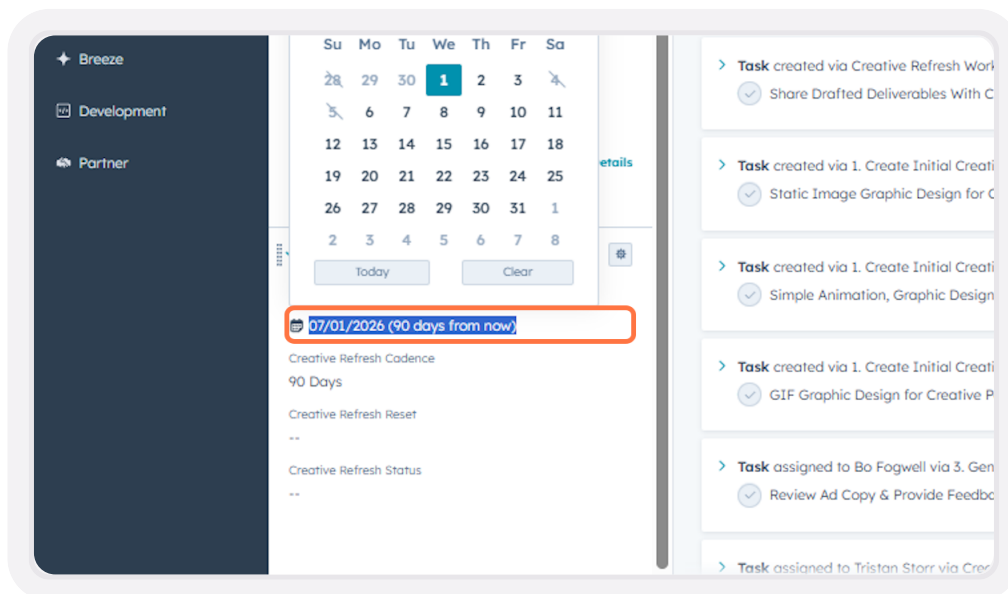 Breeze
Development
Partner
Su Mo Tu We Th Fr Sa
28 29 30 1 2 3 4
5 6 7 8 9 10 11
12 13 14 15 16 17 18
19 20 21 22 23 24 25
26 27 28 29 30 31 1
2 3 4 5 6 7 8
Today Clear
etails
07/01/2026 (90 days from now)
Creative Refresh Cadence
90 Days
Creative Refresh Reset
--
Creative Refresh Status
--
Task created via Creative Refresh Work
Share Drafted Deliverables With C
Task created via 1. Create Initial Creati
Static Image Graphic Design for C
Task created via 1. Create Initial Creati
Simple Animation, Graphic Design
Task created via 1. Create Initial Creati
GIF Graphic Design for Creative P
Task assigned to Bo Fogwell via 3. Gen
Review Ad Copy & Provide Feedbc
Task assigned to Tristan Storr via Crec